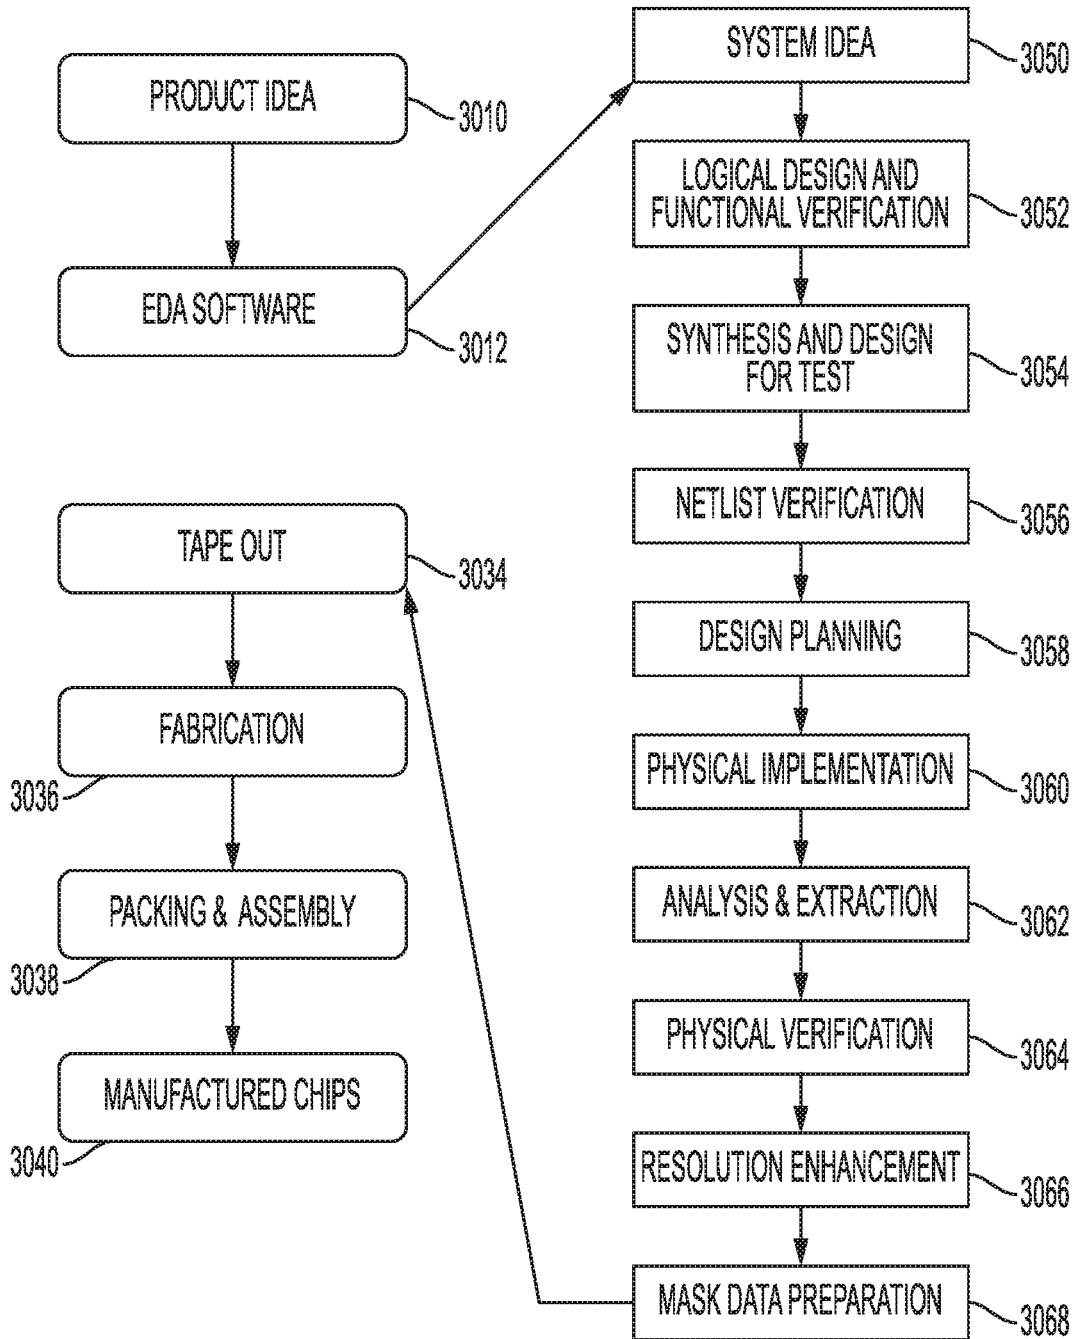 PRODUCT IDEA
3010
EDA SOFTWARE
3012
SYSTEM IDEA
3050
LOGICAL DESIGN AND
FUNCTIONAL VERIFICATION
3052
SYNTHESIS AND DESIGN
FOR TEST
3054
NETLIST VERIFICATION
3056
DESIGN PLANNING
3058
PHYSICAL IMPLEMENTATION
3060
ANALYSIS & EXTRACTION
3062
PHYSICAL VERIFICATION
3064
RESOLUTION ENHANCEMENT
3066
MASK DATA PREPARATION
3068
TAPE OUT
3034
FABRICATION
3036
PACKING & ASSEMBLY
3038
MANUFACTURED CHIPS
3040